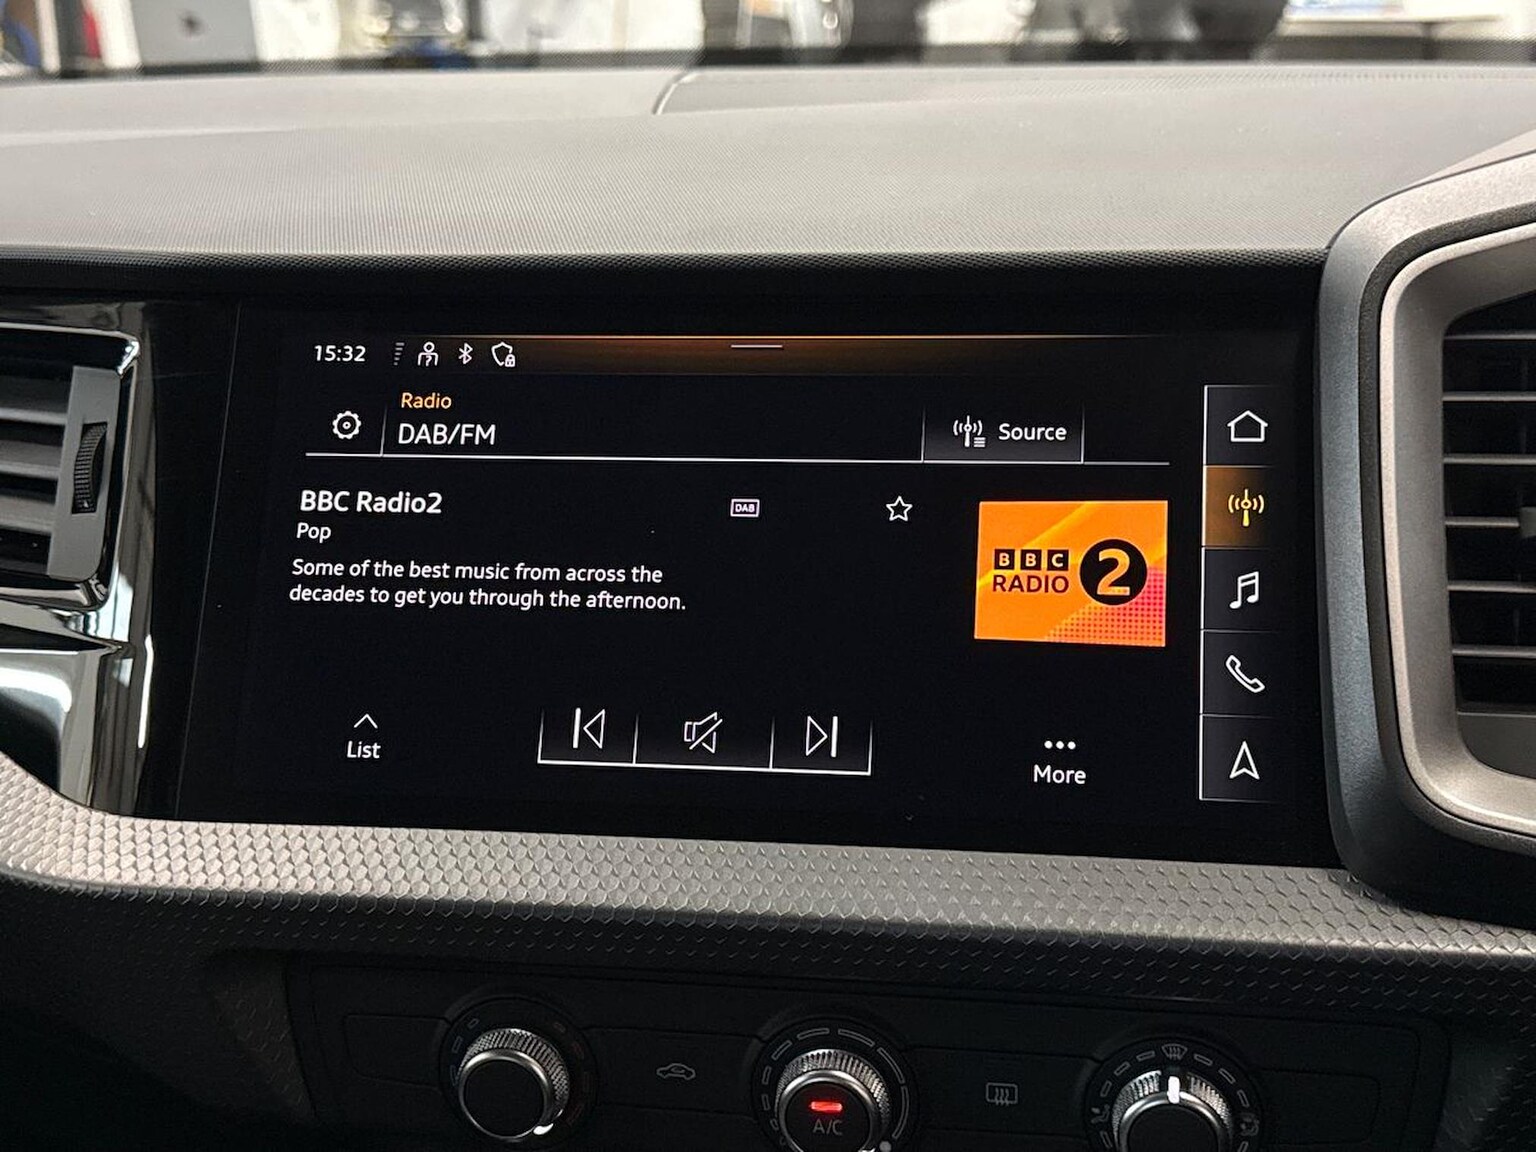 15:32
Radio
DAB/FM
Source
BBC Radio2
DAB
Pop
Some of the best music from across the
decades to get you through the afternoon.
BBC
RADIO 2
List
More
A/C